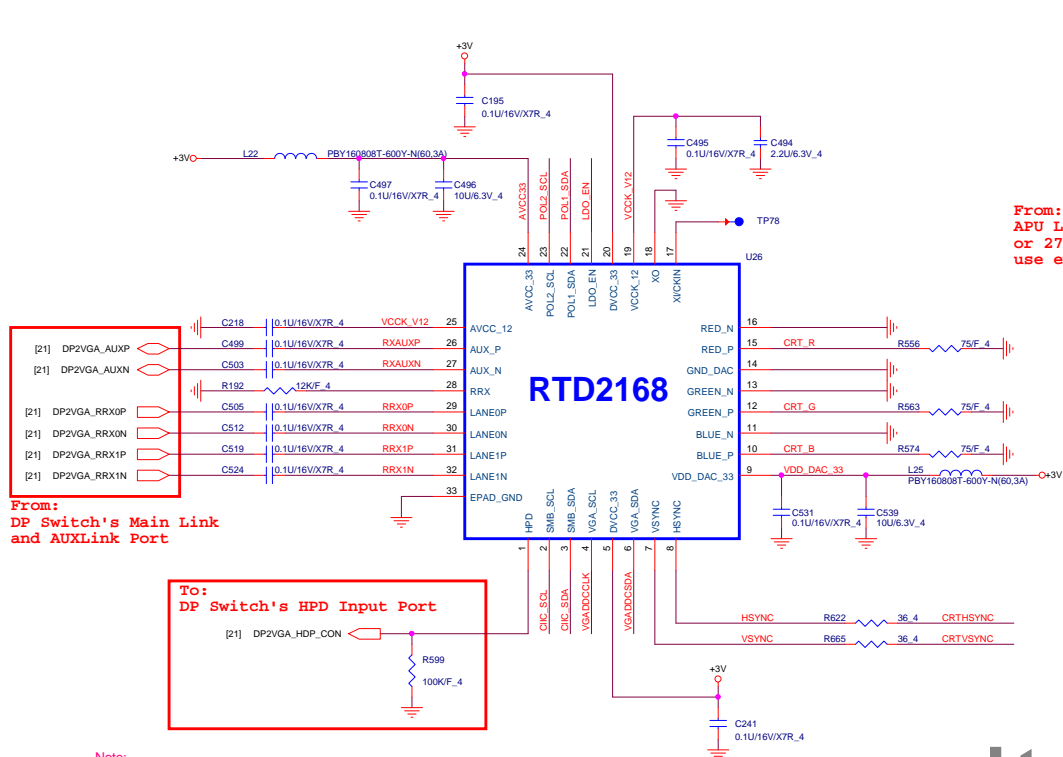 +3V
C195
0.1U/16V/X7R_4
+3V
L22
PBY160808T-600Y-N(60,3A)
C497
0.1U/16V/X7R_4
C496
10U/6.3V_4
C495
0.1U/16V/X7R_4
C494
2.2U/6.3V_4
AVCC33
POL2_SCL
POL1_SDA
LDO_EN
VCCK_V12
TP78
From:
APU L
or 27
use e
24
23
22
21
20
19
18
17
U26
AVCC_33
POL2_SCL
POL1_SDA
LDO_EN
DVCC_33
VCCK_12
XO
XI/CKIN
C218 0.1U/16V/X7R_4 VCCK_V12 25 AVCC_12
[21] DP2VGA_AUXP C499 0.1U/16V/X7R_4 RXAUXP 26 AUX_P
[21] DP2VGA_AUXN C503 0.1U/16V/X7R_4 RXAUXN 27 AUX_N
R192 12K/F_4 28 RRX
[21] DP2VGA_RRX0P C505 0.1U/16V/X7R_4 RRX0P 29 LANE0P
[21] DP2VGA_RRX0N C512 0.1U/16V/X7R_4 RRX0N 30 LANE0N
[21] DP2VGA_RRX1P C519 0.1U/16V/X7R_4 RRX1P 31 LANE1P
[21] DP2VGA_RRX1N C524 0.1U/16V/X7R_4 RRX1N 32 LANE1N
33 EPAD_GND
RTD2168
RED_N 16
RED_P 15 CRT_R R556 75/F_4
GND_DAC 14
GREEN_N 13
GREEN_P 12 CRT_G R563 75/F_4
BLUE_N 11
BLUE_P 10 CRT_B R574 75/F_4
VDD_DAC_33 9 VDD_DAC_33 L25 +3V
PBY160808T-600Y-N(60,3A)
C531
0.1U/16V/X7R_4
C539
10U/6.3V_4
From:
DP Switch's Main Link
and AUXLink Port
HPD
SMB_SCL
SMB_SDA
VGA_SCL
DVCC_33
VGA_SDA
VSYNC
HSYNC
1
2
3
4
5
6
7
8
CIIC_SCL
CIIC_SDA
VGADDCCLK
VGADDCSDA
To:
DP Switch's HPD Input Port
[21] DP2VGA_HDP_CON
R599
100K/F_4
HSYNC R622 36_4 CRTHSYNC
VSYNC R665 36_4 CRTVSYNC
+3V
C241
0.1U/16V/X7R_4
Note: